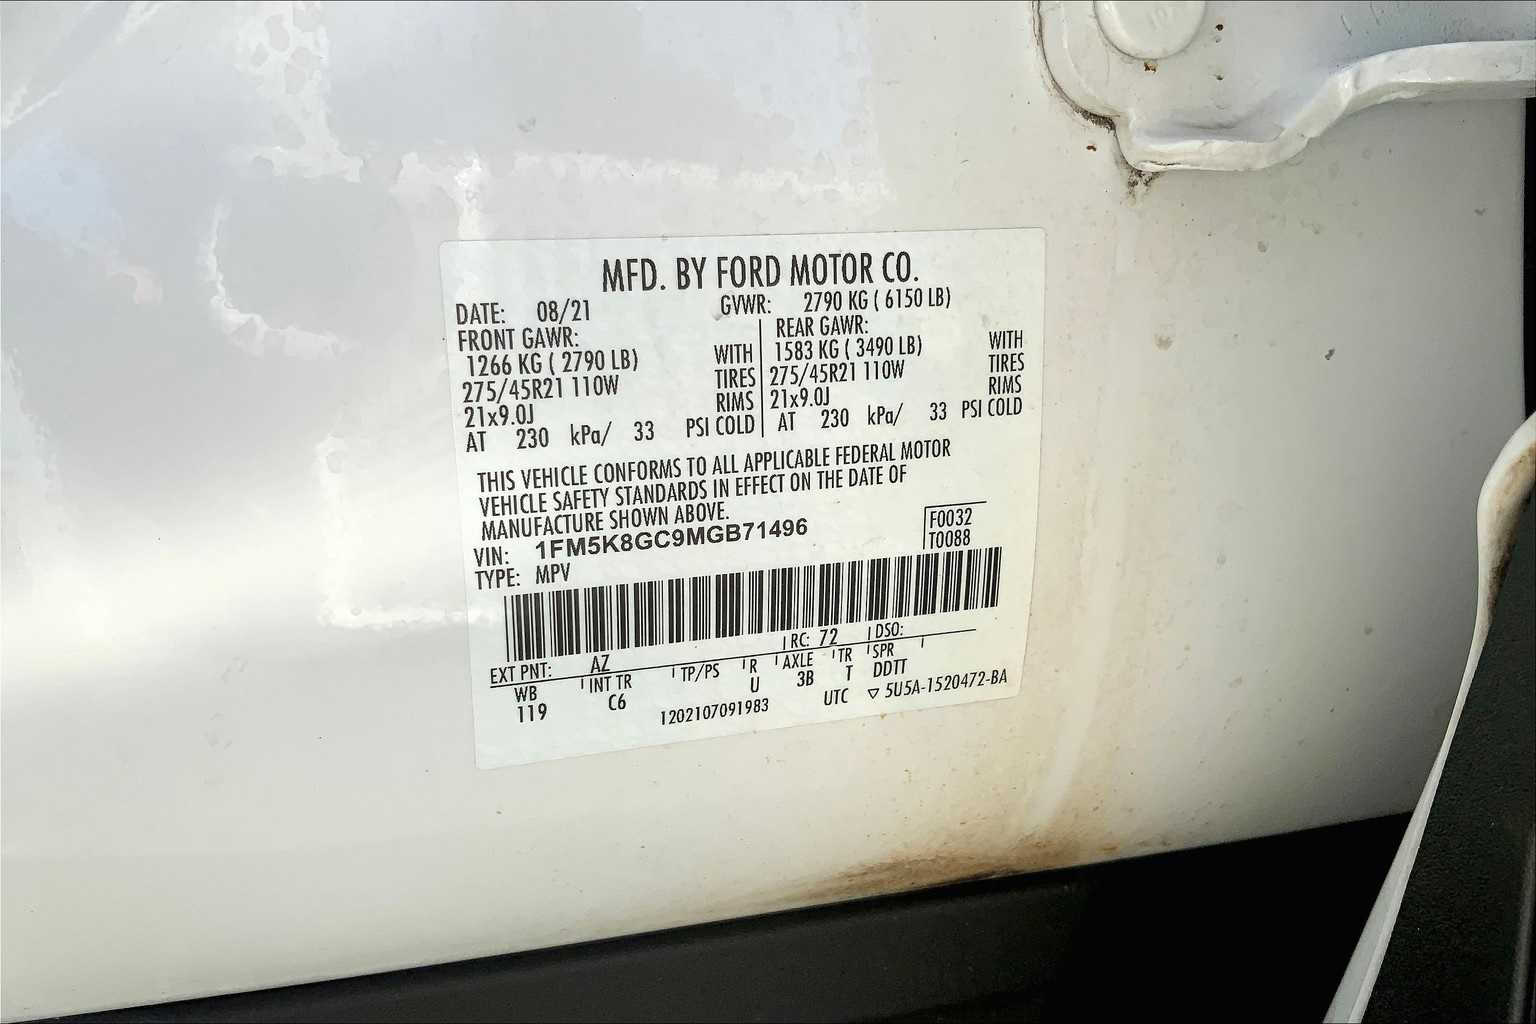 MFD. BY FORD MOTOR CO.
DATE: 08/21 GVWR: 2790 KG ( 6150 LB)
FRONT GAWR: REAR GAWR:
1266 KG ( 2790 LB) WITH 1583 KG ( 3490 LB) WITH
275/45R21 110W TIRES 275/45R21 110W TIRES
21x9.0J RIMS 21x9.0J RIMS
AT 230 kPa/ 33 PSI COLD AT 230 kPa/ 33 PSI COLD
THIS VEHICLE CONFORMS TO ALL APPLICABLE FEDERAL MOTOR
VEHICLE SAFETY STANDARDS IN EFFECT ON THE DATE OF
MANUFACTURE SHOWN ABOVE.
VIN: 1FM5K8GC9MGB71496 F0032
TYPE: MPV T0088
EXT PNT: AZ RC: 72 DSO:
WB INT TR TP/PS R AXLE TR SPR
119 C6 U 3B T DDTT
1202107091983 UTC ▽ 5U5A-1520472-BA